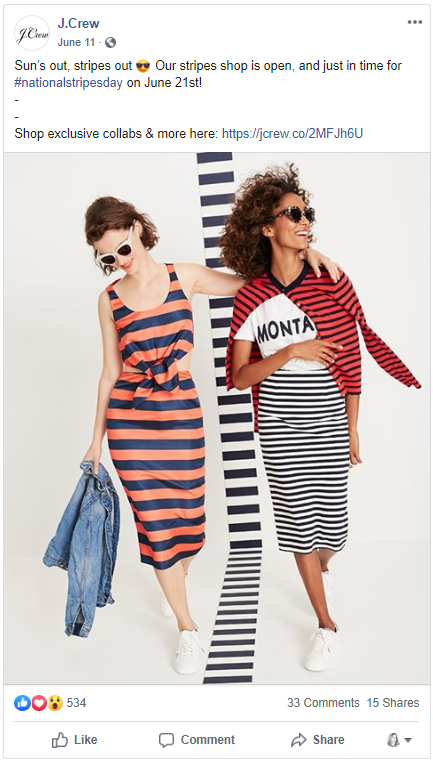 J.Crew
J.Crew
June 11 ·
Sun's out, stripes out 😎 Our stripes shop is open, and just in time for
#nationalstripesday on June 21st!
-
-
Shop exclusive collabs & more here: https://jcrew.co/2MFJh6U
MONTA
534
33 Comments 15 Shares
Like Comment Share